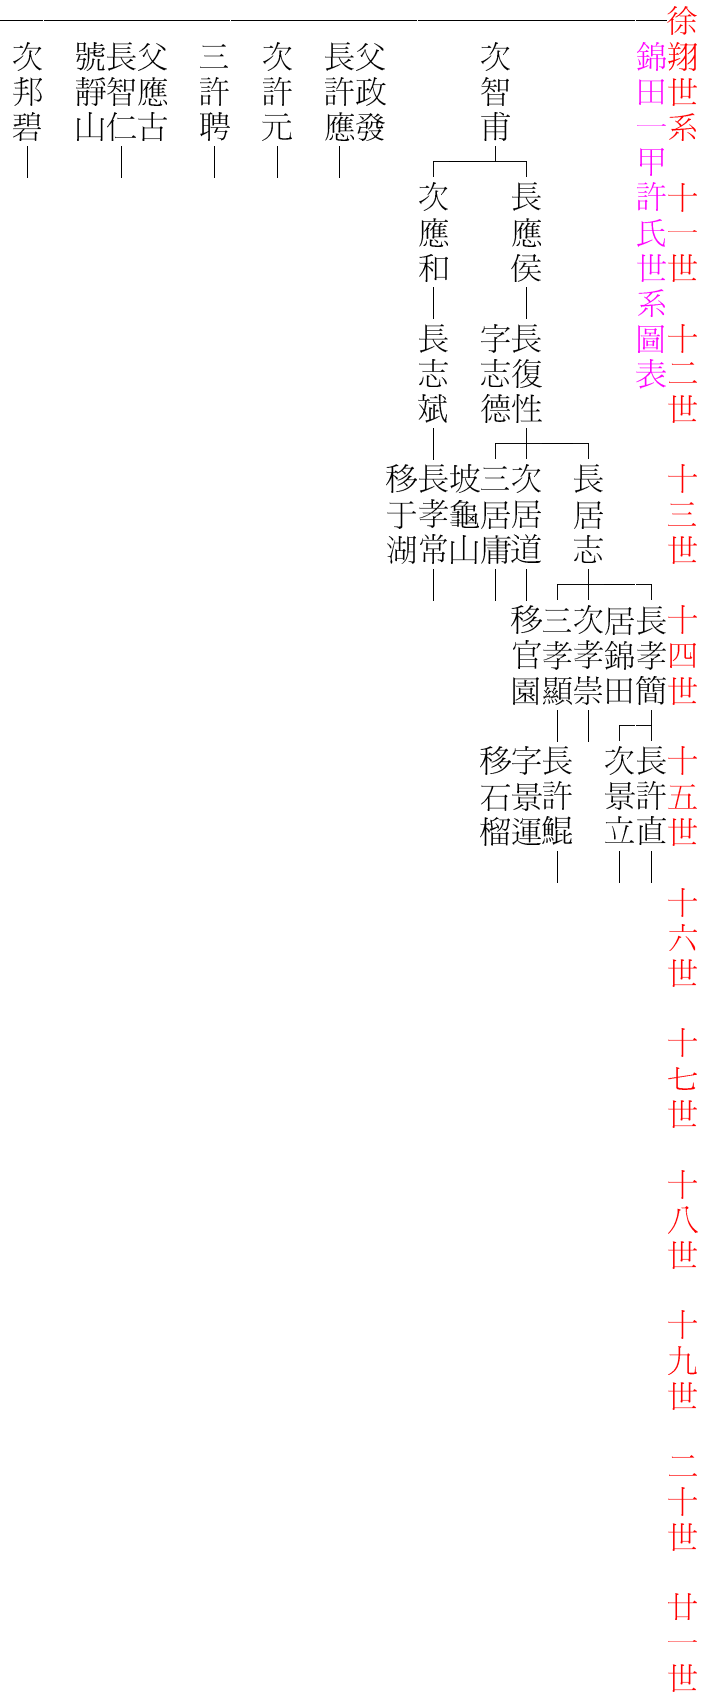 徐翔世系 十一世 十二世 十三世 十四世 十五世 十六世 十七世 十八世 十九世 二十世 廿一世
錦田一甲許氏世系圖表
次智甫
父政發
長許應
次許元
三許聘
父應古
長智仁
號靜山
次邦碧
長應侯
次應和
長復性
字志德
長志斌
長居志
次居道
三居庸
坡龜山
長孝常
移于湖
長孝簡
居錦田
次孝崇
三孝顯
移官園
長許直
次景立
長許鯤
字景運
移石榴